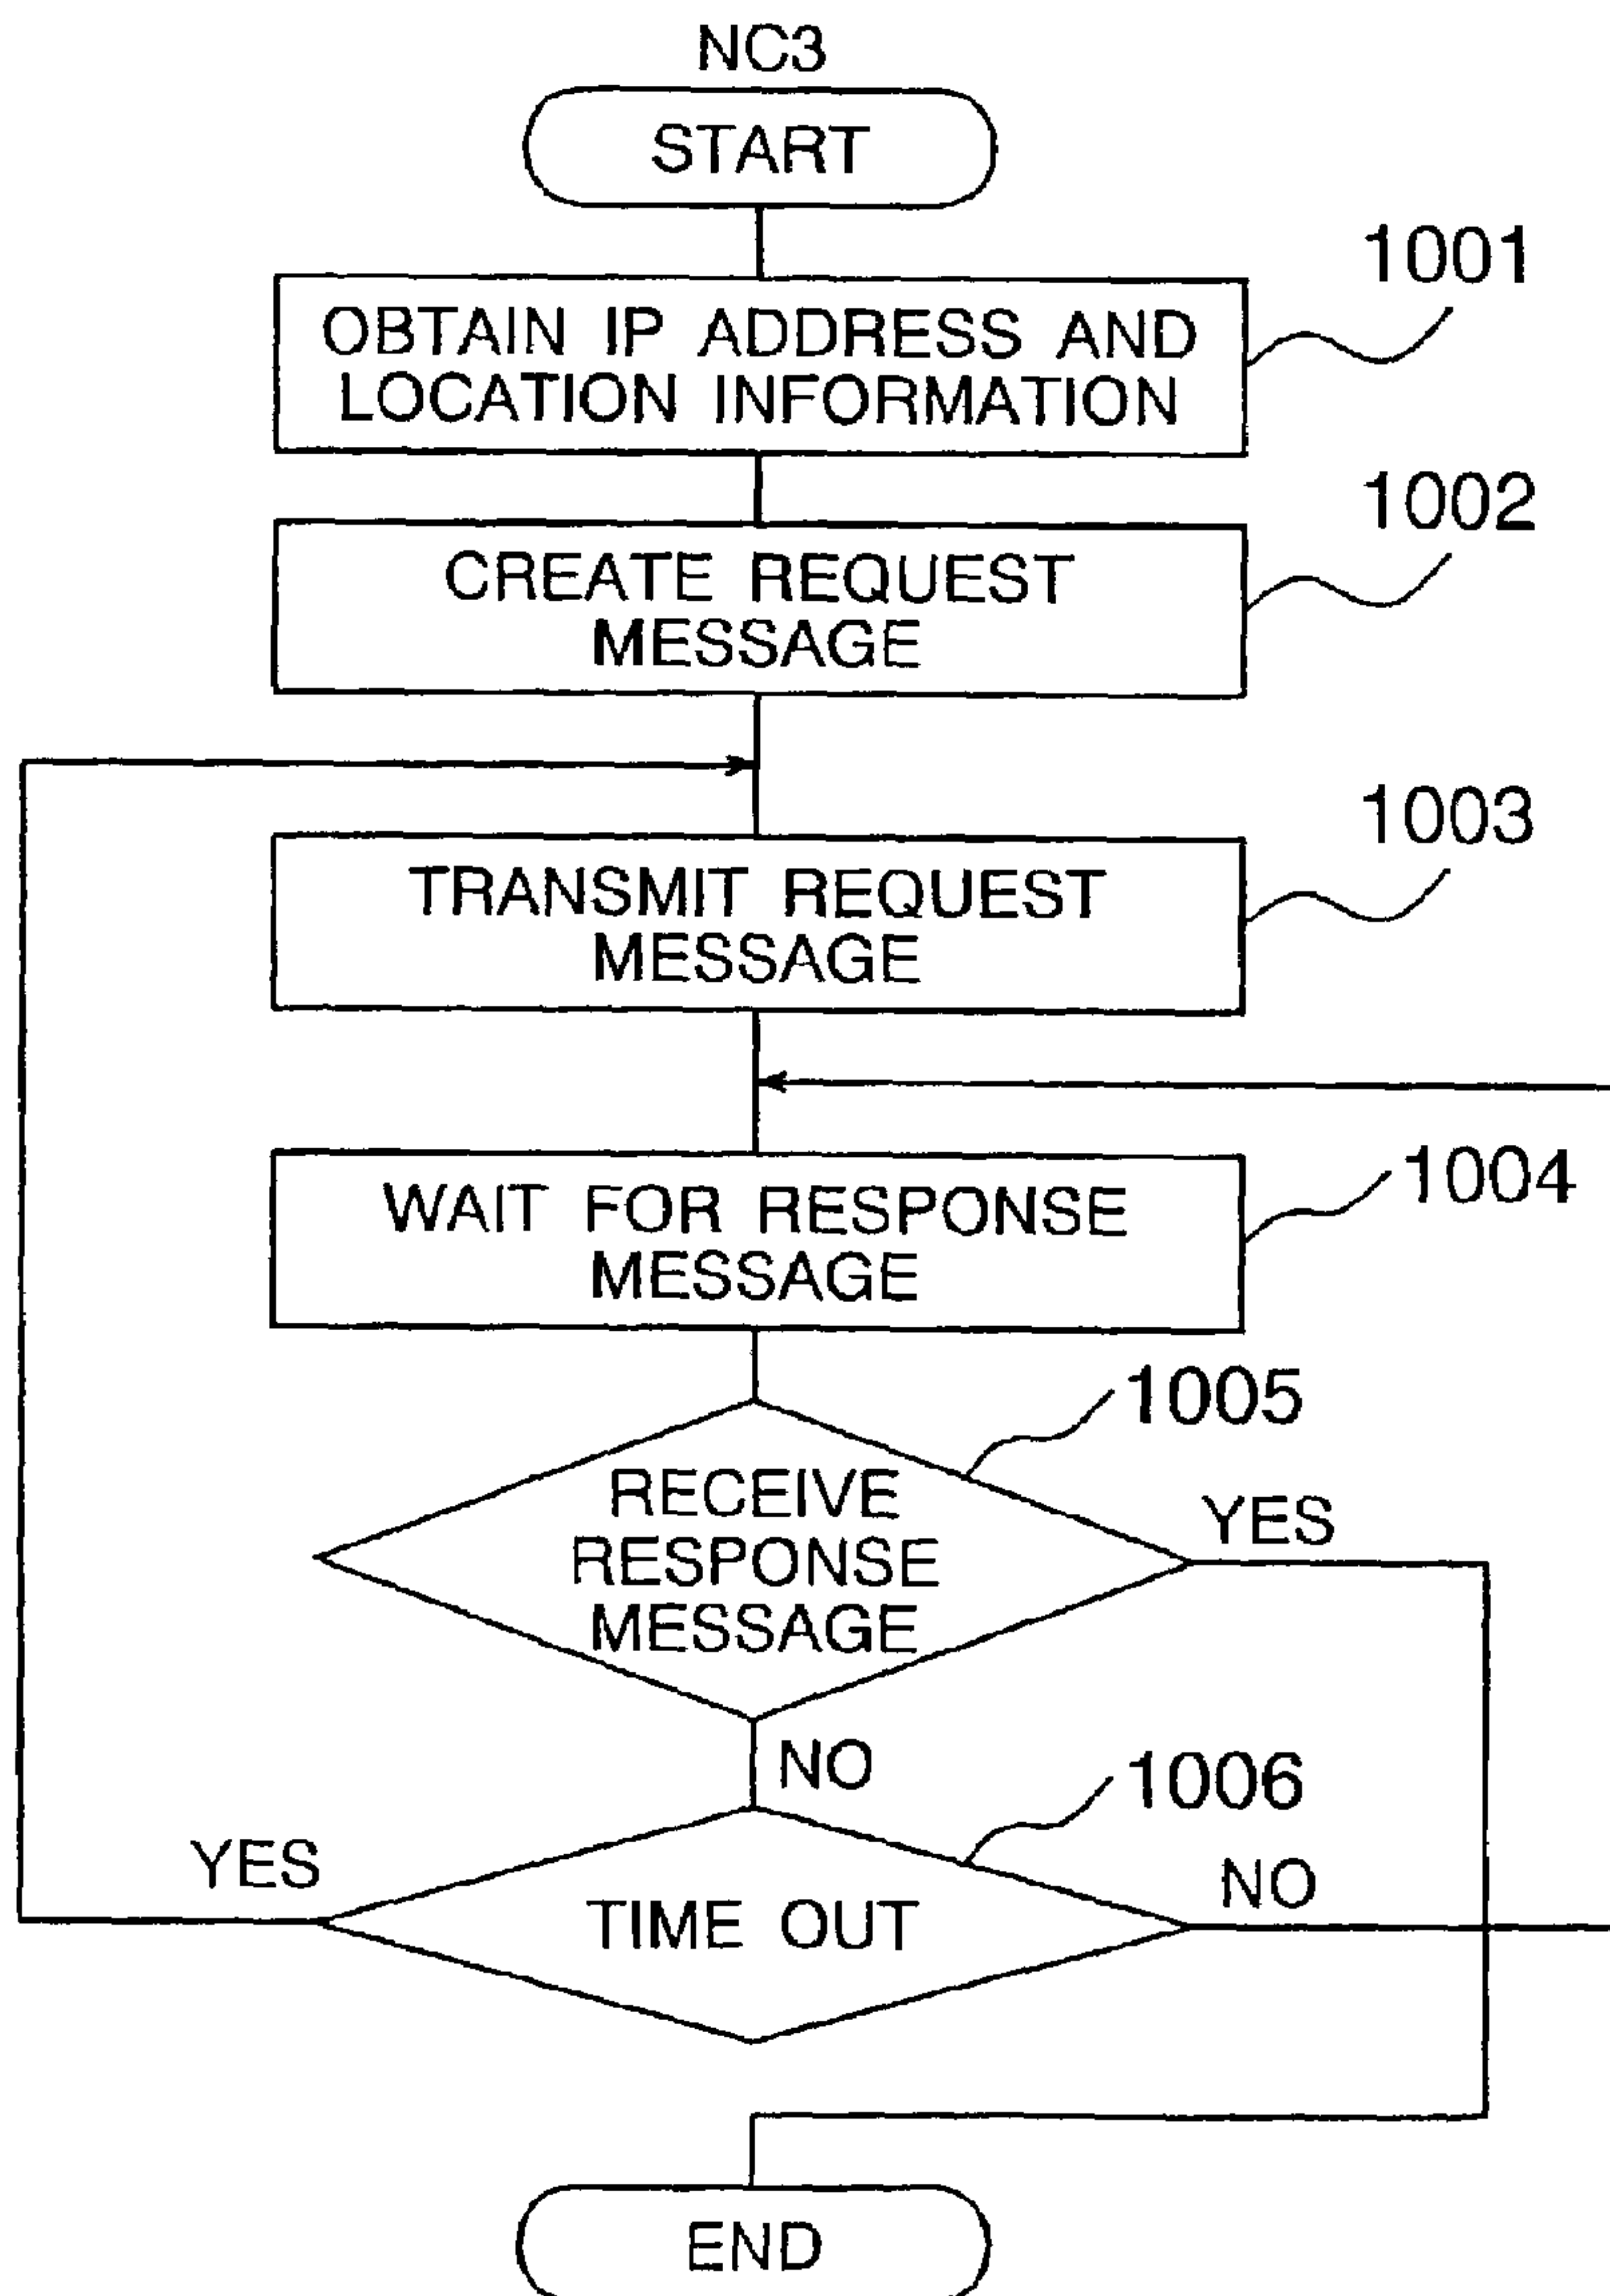 NC3
START
1001
OBTAIN IP ADDRESS AND
LOCATION INFORMATION
1002
CREATE REQUEST
MESSAGE
1003
TRANSMIT REQUEST
MESSAGE
1004
WAIT FOR RESPONSE
MESSAGE
1005
RECEIVE
RESPONSE
MESSAGE
YES
NO
1006
YES
TIME OUT
NO
END